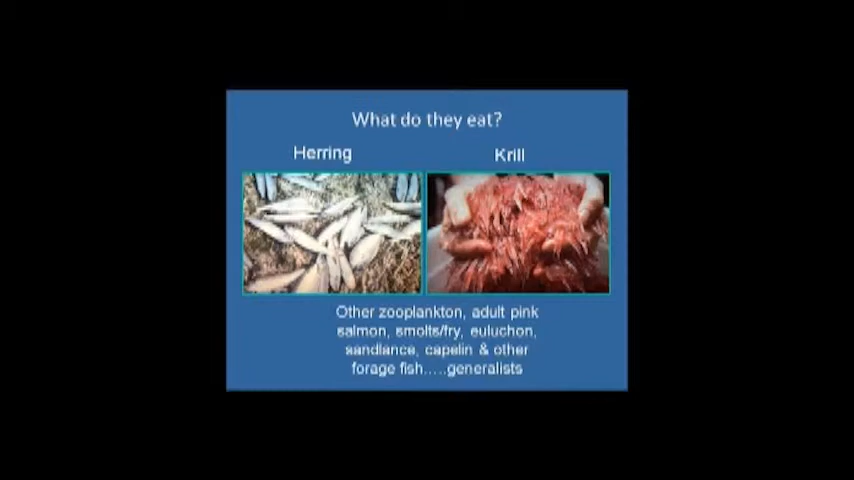 What do they eat?
Herring
Krill
Other zooplankton, adult pink
salmon, smolts/fry, euluchon,
sandlance, capelin & other
forage fish.....generalists